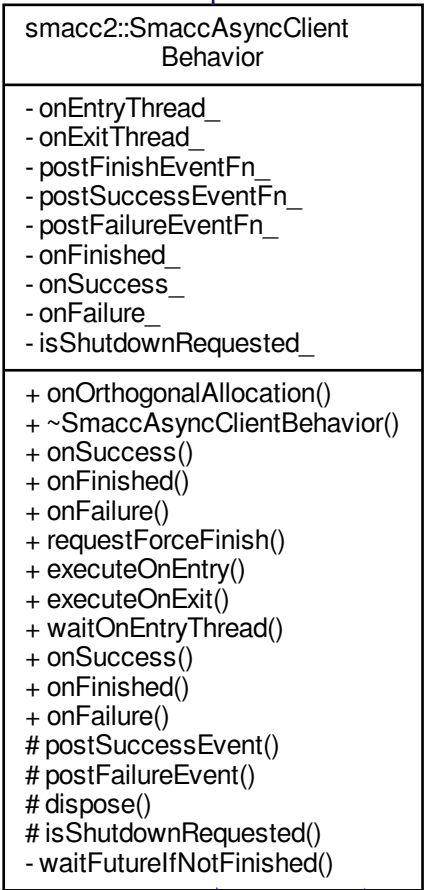 smacc2::SmaccAsyncClient
Behavior
- onEntryThread_
- onExitThread_
- postFinishEventFn_
- postSuccessEventFn_
- postFailureEventFn_
- onFinished_
- onSuccess_
- onFailure_
- isShutdownRequested_
+ onOrthogonalAllocation()
+ ~SmaccAsyncClientBehavior()
+ onSuccess()
+ onFinished()
+ onFailure()
+ requestForceFinish()
+ executeOnEntry()
+ executeOnExit()
+ waitOnEntryThread()
+ onSuccess()
+ onFinished()
+ onFailure()
# postSuccessEvent()
# postFailureEvent()
# dispose()
# isShutdownRequested()
- waitFutureIfNotFinished()